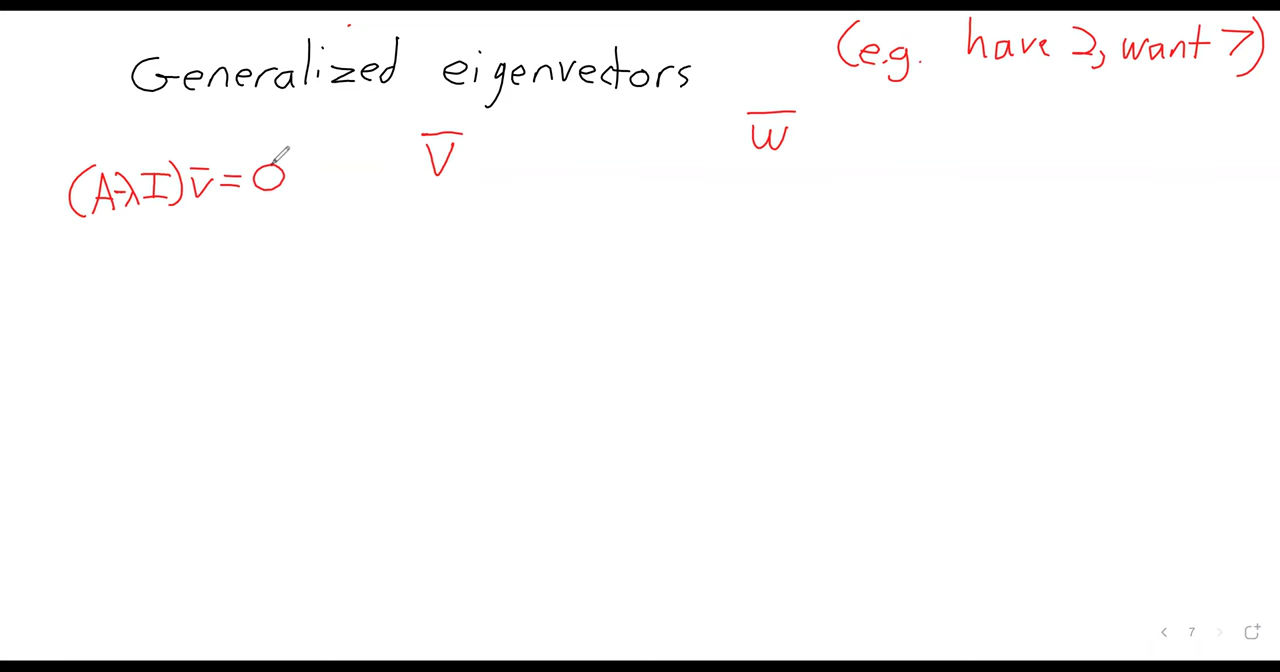 (e.g. have 2, want 7)
Generalized eigenvectors
v̅ w̅
(A-λI)v̅=0
7